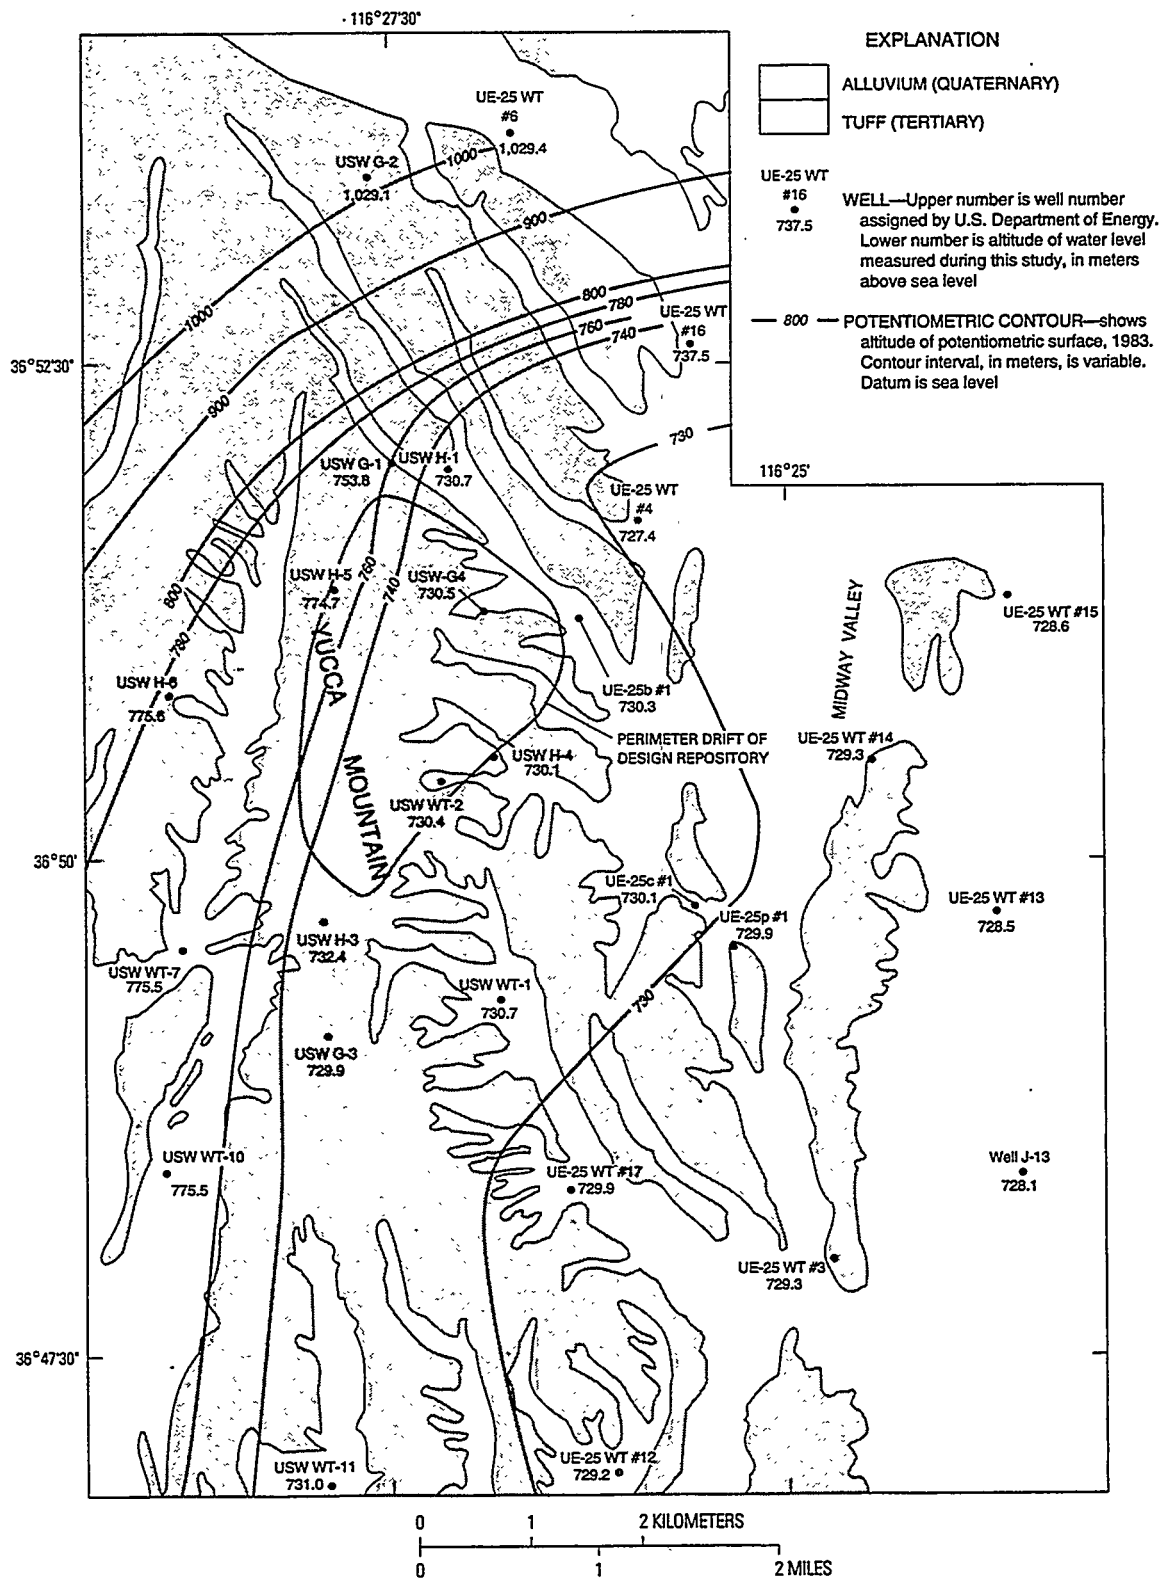 116°27'30"
EXPLANATION
ALLUVIUM (QUATERNARY)
TUFF (TERTIARY)
UE-25 WT
#16
737.5
WELL—Upper number is well number
assigned by U.S. Department of Energy.
Lower number is altitude of water level
measured during this study, in meters
above sea level
— 800 — POTENTIOMETRIC CONTOUR—shows
altitude of potentiometric surface, 1983.
Contour interval, in meters, is variable.
Datum is sea level
UE-25 WT
#6
1,029.4
USW G-2
1,029.1
1000
900
1000
800
780
760
740
UE-25 WT
#16
737.5
36°52'30"
900
730
116°25'
USW G-1
753.8
USW H-1
730.7
UE-25 WT
#4
727.4
USW H-5
774.7
760
740
USW-G4
730.5
800
780
YUCCA
MOUNTAIN
MIDWAY VALLEY
UE-25 WT #15
728.6
USW H-6
775.6
UE-25b #1
730.3
PERIMETER DRIFT OF
DESIGN REPOSITORY
UE-25 WT #14
729.3
USW H-4
730.1
USW WT-2
730.4
36°50'
UE-25c #1
730.1
UE-25p #1
729.9
UE-25 WT #13
728.5
USW H-3
732.4
USW WT-7
775.5
USW WT-1
730.7
730
USW G-3
729.9
USW WT-10
775.5
UE-25 WT #17
729.9
Well J-13
728.1
UE-25 WT #3
729.3
36°47'30"
USW WT-11
731.0
UE-25 WT #12
729.2
0 1 2 KILOMETERS
0 1 2 MILES